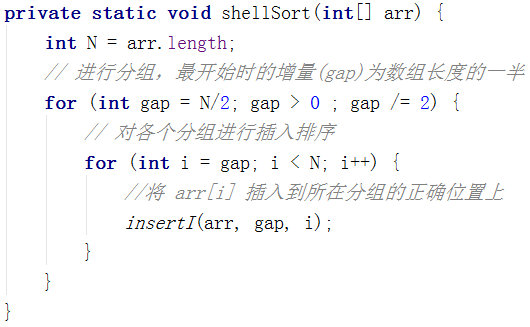 private static void shellSort(int[] arr) {
    int N = arr.length;
    // 进行分组，最开始时的增量(gap)为数组长度的一半
    for (int gap = N/2; gap > 0 ; gap /= 2) {
        // 对各个分组进行插入排序
        for (int i = gap; i < N; i++) {
            //将 arr[i] 插入到所在分组的正确位置上
            insertI(arr, gap, i);
        }
    }
}